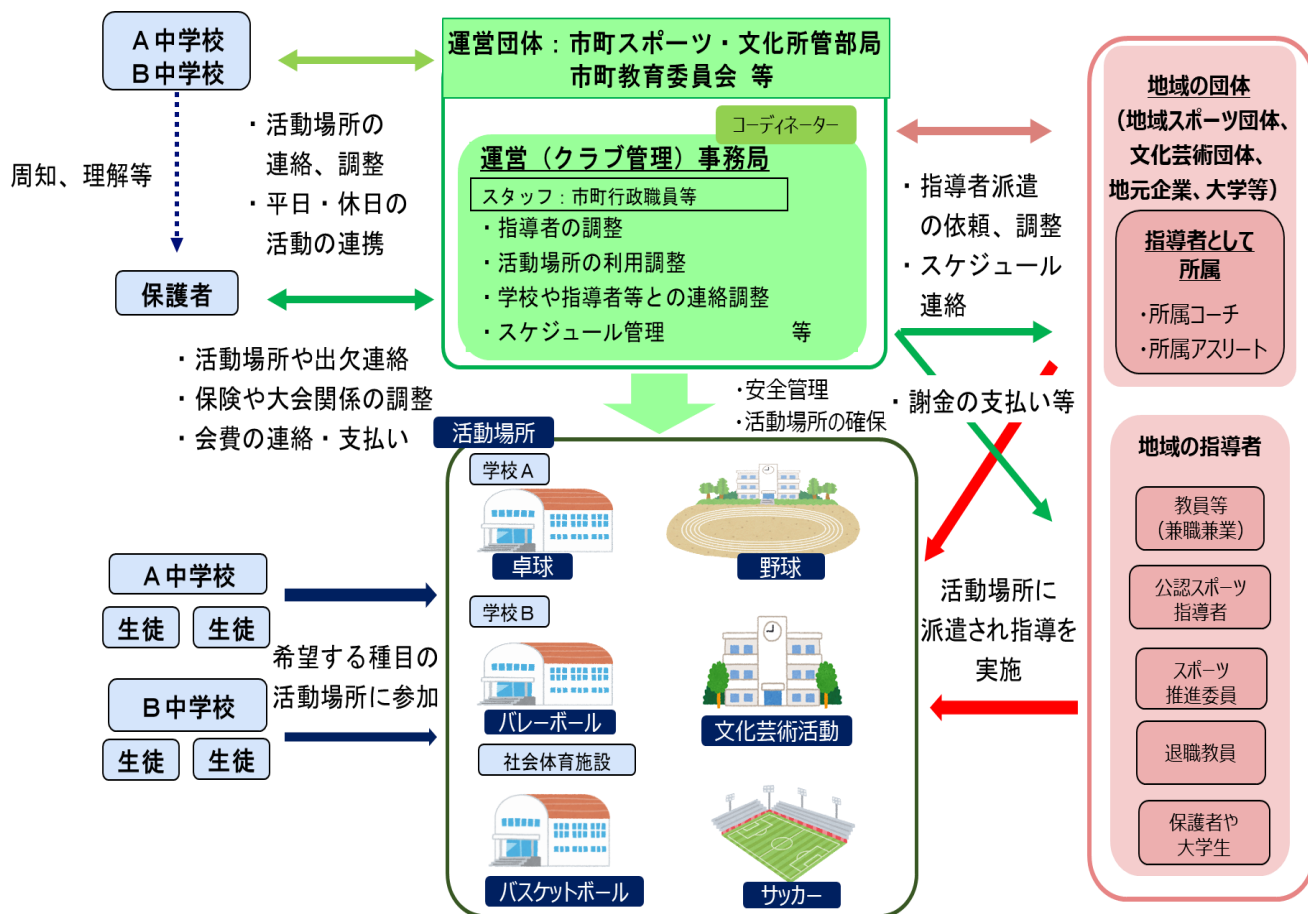 A中学校
B中学校
周知、理解等
保護者
・活動場所の
連絡、調整
・平日・休日の
活動の連携
・活動場所や出欠連絡
・保険や大会関係の調整
・会費の連絡・支払い
運営団体：市町スポーツ・文化所管部局
市町教育委員会 等
コーディネーター
運営（クラブ管理）事務局
スタッフ：市町行政職員等
・指導者の調整
・活動場所の利用調整
・学校や指導者等との連絡調整
・スケジュール管理 等
・安全管理
・活動場所の確保
・指導者派遣
の依頼、調整
・スケジュール
連絡
・謝金の支払い等
地域の団体
（地域スポーツ団体、
文化芸術団体、
地元企業、大学等）
指導者として
所属
・所属コーチ
・所属アスリート
地域の指導者
教員等
（兼職兼業）
公認スポーツ
指導者
スポーツ
推進委員
退職教員
保護者や
大学生
活動場所に
派遣され指導を
実施
活動場所
学校A
卓球
野球
学校B
バレーボール
文化芸術活動
社会体育施設
バスケットボール
サッカー
A中学校
生徒 生徒
B中学校
生徒 生徒
希望する種目の
活動場所に参加